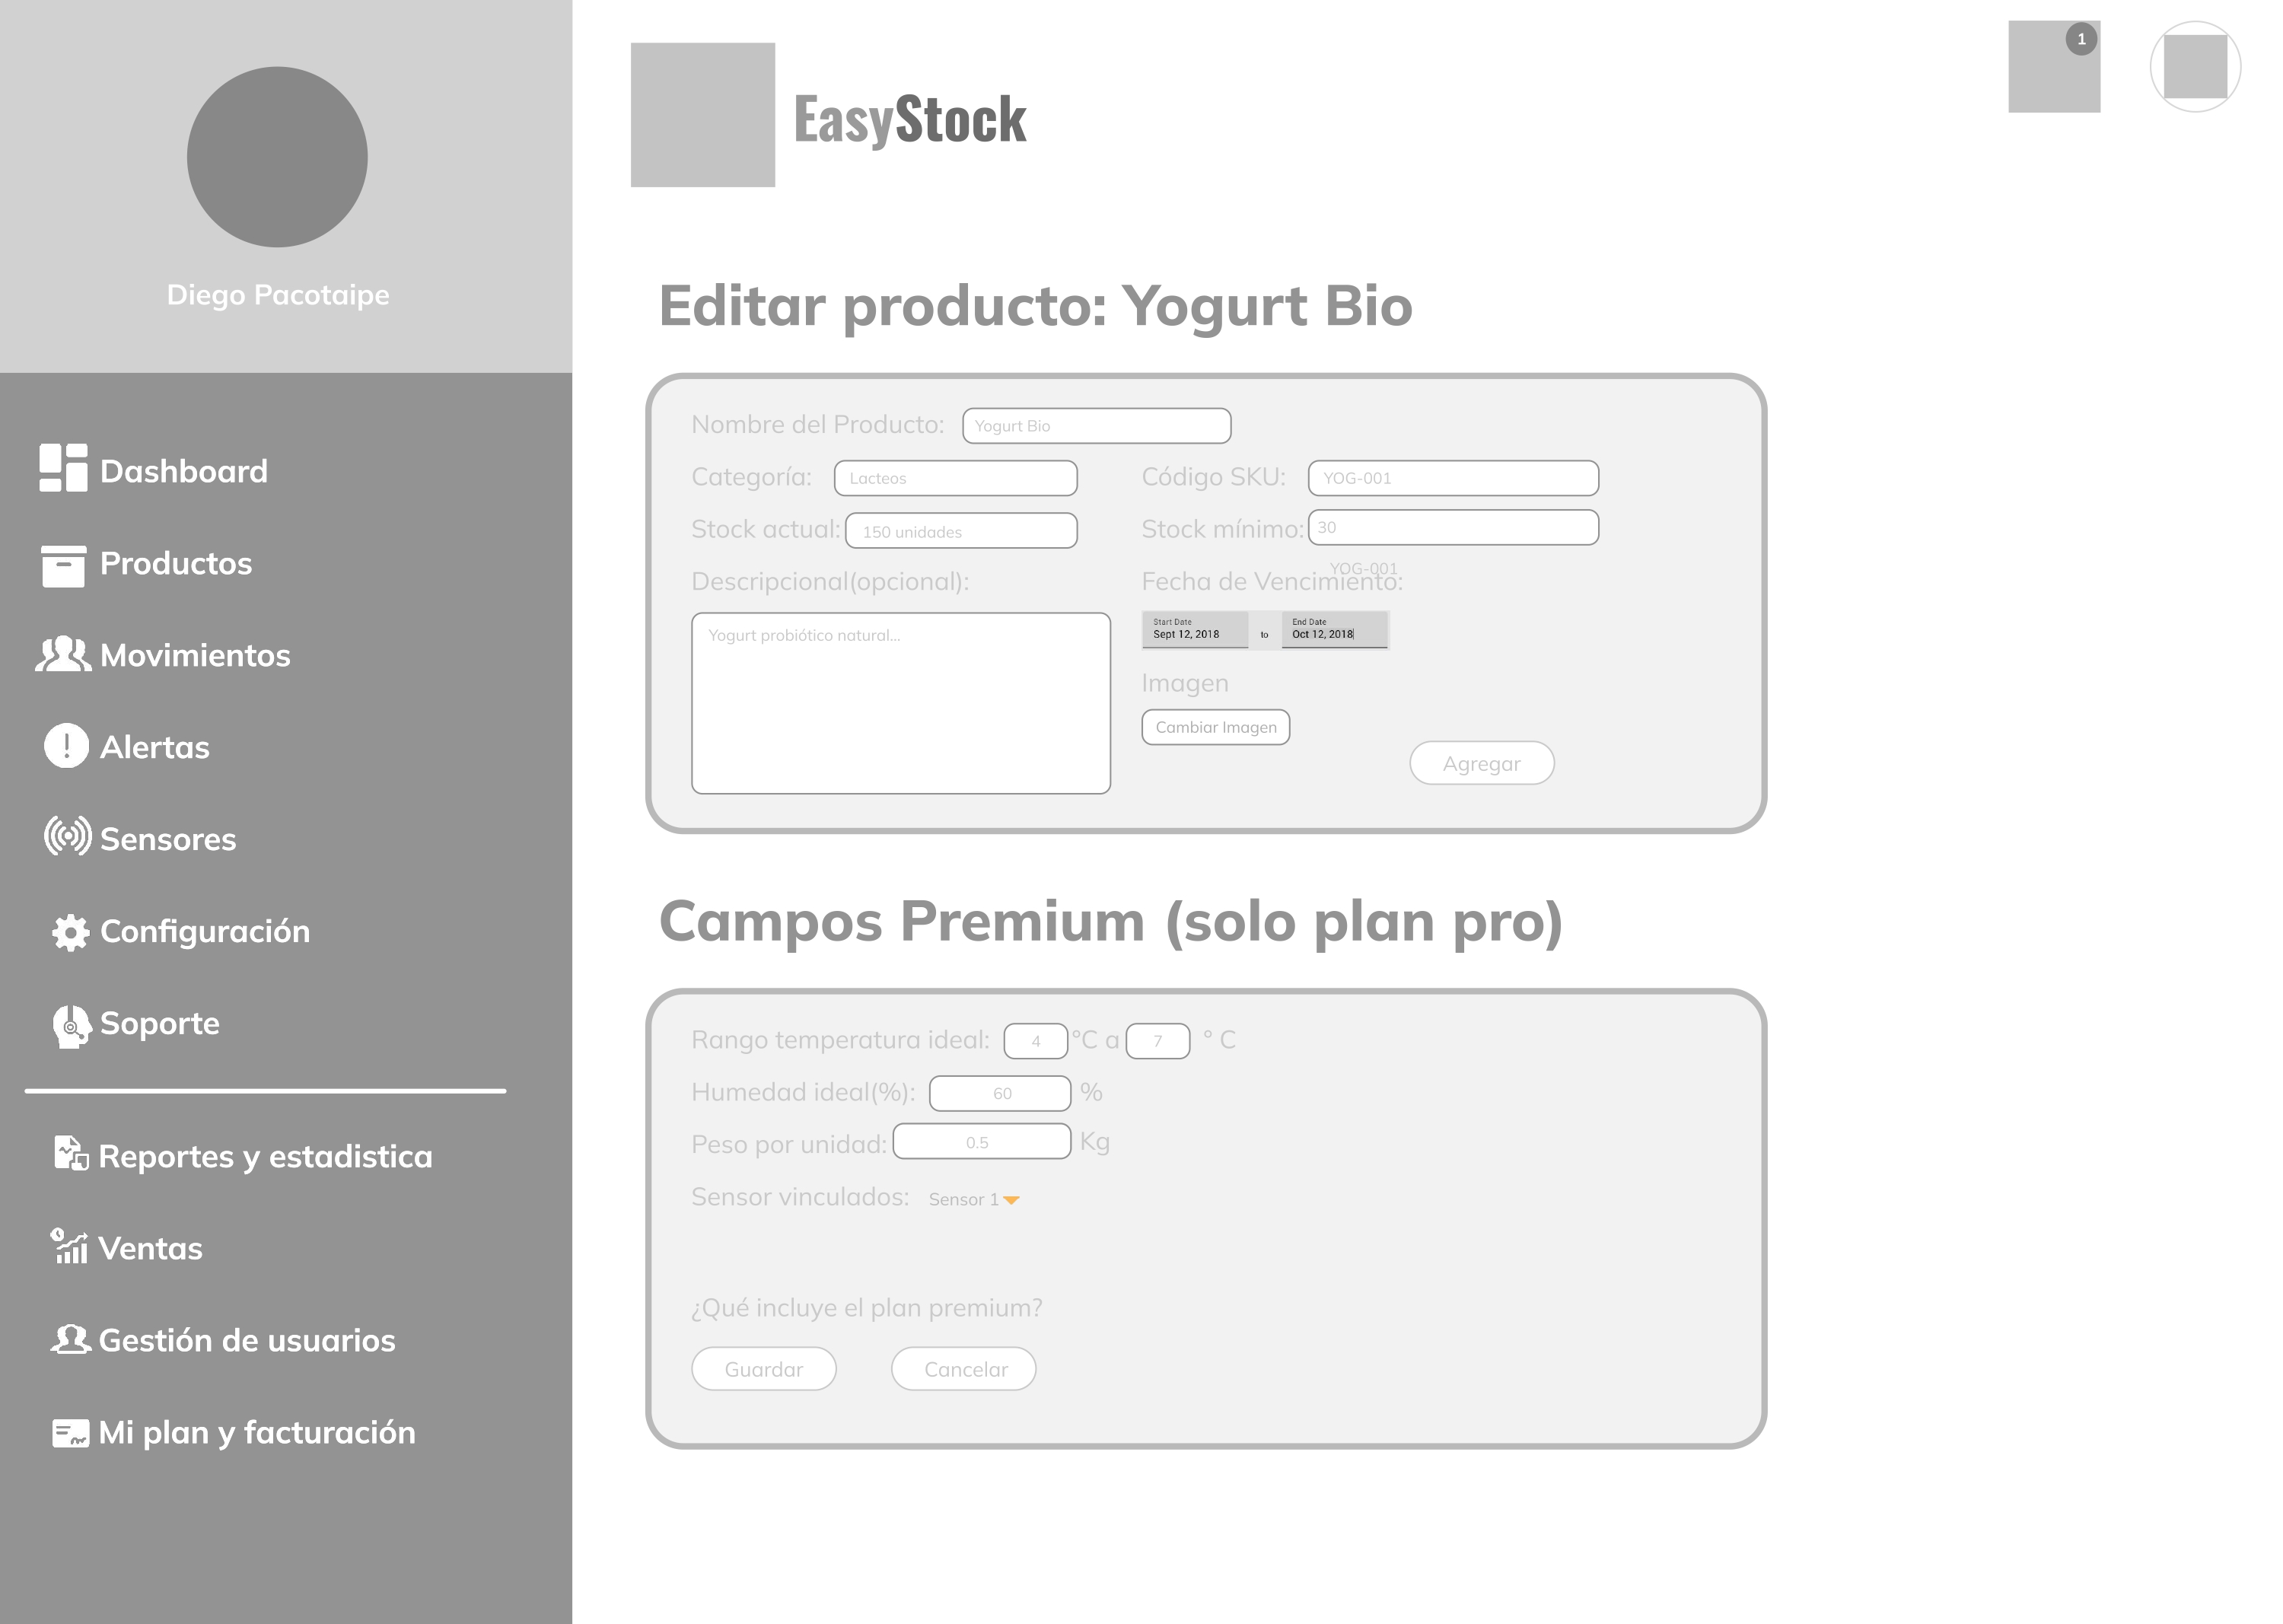 1
EasyStock
Diego Pacotaipe
Dashboard
Productos
Movimientos
Alertas
Sensores
Configuración
Soporte
Reportes y estadistica
Ventas
Gestión de usuarios
Mi plan y facturación
Editar producto: Yogurt Bio
Nombre del Producto: Yogurt Bio
Categoría: Lacteos Código SKU: YOG-001
Stock actual: 150 unidades Stock mínimo: 30
YOG-001
Descripcional(opcional): Fecha de Vencimiento:
Yogurt probiótico natural...
Start Date End Date
Sept 12, 2018 to Oct 12, 2018
Imagen
Cambiar Imagen
Agregar
Campos Premium (solo plan pro)
Rango temperatura ideal: 4 °C a 7 ° C
Humedad ideal(%): 60 %
Peso por unidad: 0.5 Kg
Sensor vinculados: Sensor 1
¿Qué incluye el plan premium?
Guardar Cancelar